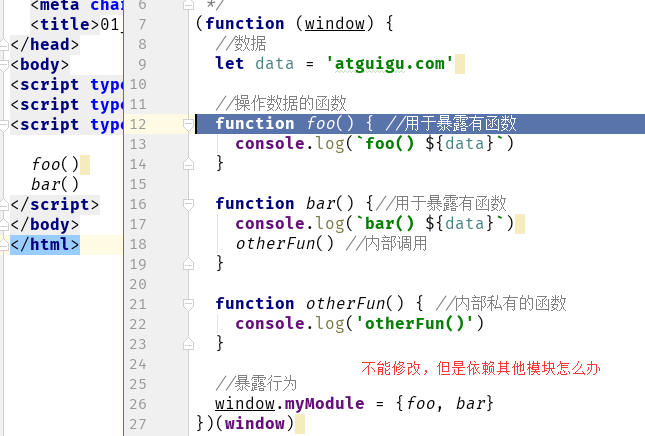 <meta chai
<title>01_
</head>
<body>
<script type
<script type
<script type
foo()
bar()
</script>
</body>
</html>
6 */
7 (function (window) {
8 //数据
9 let data = 'atguigu.com'
10
11 //操作数据的函数
12 function foo() { //用于暴露有函数
13 console.log(`foo() ${data}`)
14 }
15
16 function bar() {//用于暴露有函数
17 console.log(`bar() ${data}`)
18 otherFun() //内部调用
19 }
20
21 function otherFun() { //内部私有的函数
22 console.log('otherFun()')
23 }
24 不能修改，但是依赖其他模块怎么办
25 //暴露行为
26 window.myModule = {foo, bar}
27 })(window)